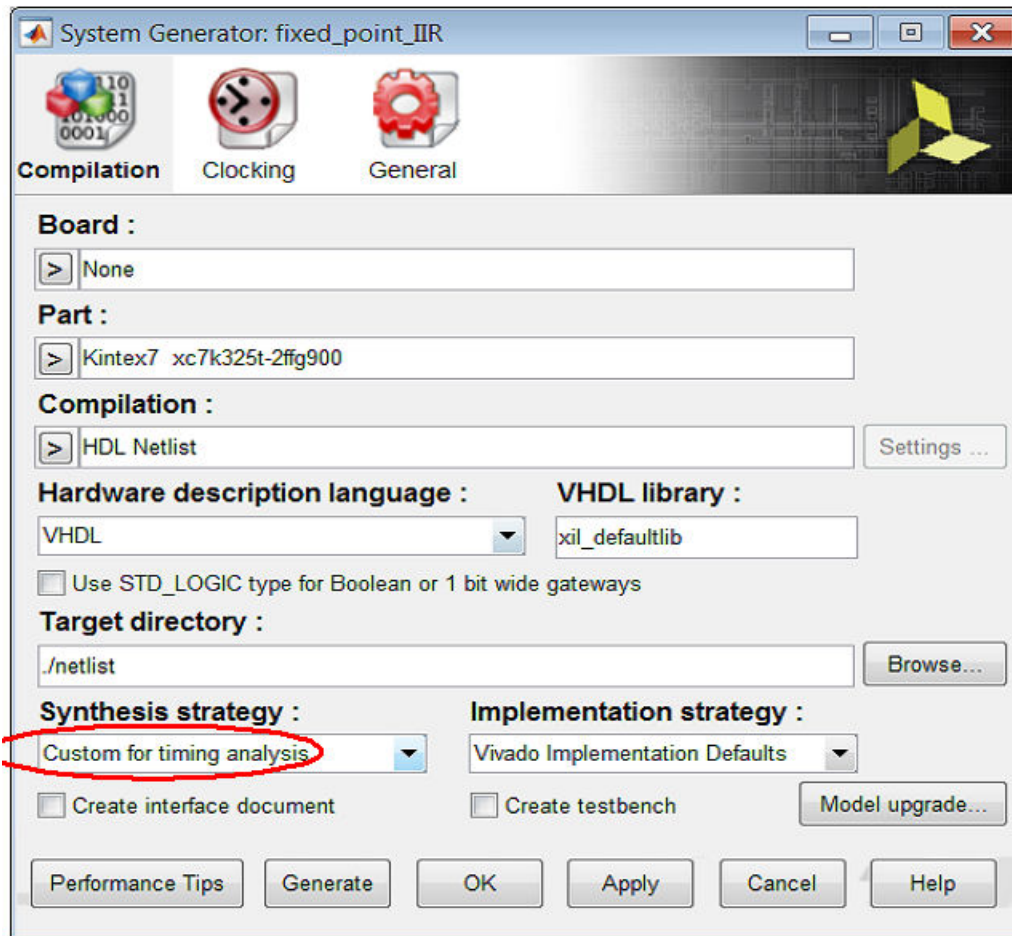 System Generator: fixed_point_IIR
Compilation Clocking General
Board :
> None
Part :
> Kintex7 xc7k325t-2ffg900
Compilation :
> HDL Netlist Settings ...
Hardware description language : VHDL library :
VHDL xil_defaultlib
Use STD_LOGIC type for Boolean or 1 bit wide gateways
Target directory :
./netlist Browse...
Synthesis strategy : Implementation strategy :
Custom for timing analysis Vivado Implementation Defaults
Create interface document Create testbench Model upgrade...
Performance Tips Generate OK Apply Cancel Help